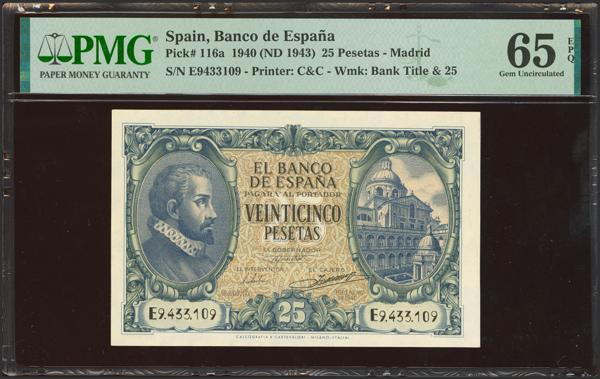 PMG
PAPER MONEY GUARANTY
Spain, Banco de España
Pick# 116a 1940 (ND 1943) 25 Pesetas - Madrid
S/N E9433109 - Printer: C&C - Wmk: Bank Title & 25
65 EPQ
Gem Uncirculated
EL BANCO
DE ESPAÑA
PAGARÁ AL PORTADOR
VEINTICINCO
PESETAS
EL GOBERNADOR
EL INTERVENTOR EL CAJERO
E9.433.109 25 E9.433.109
CALCOGRAFIA & CARTEVALORI - MILANO-ITALIA